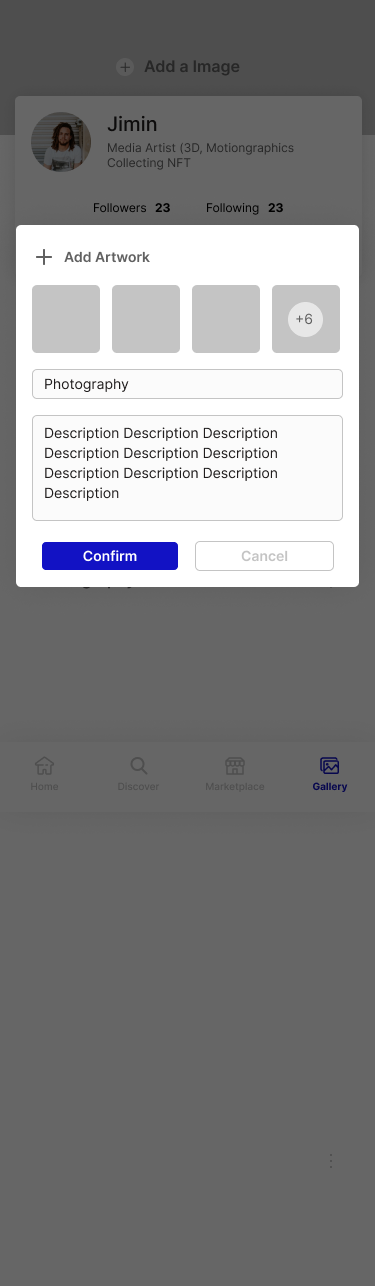 Add a Image
Jimin
Media Artist (3D, Motiongraphics
Collecting NFT
Followers 23 Following 23
Add Artwork
+6
Photography
Description Description Description
Description Description Description
Description Description Description
Description
Confirm Cancel
Home Discover Marketplace Gallery